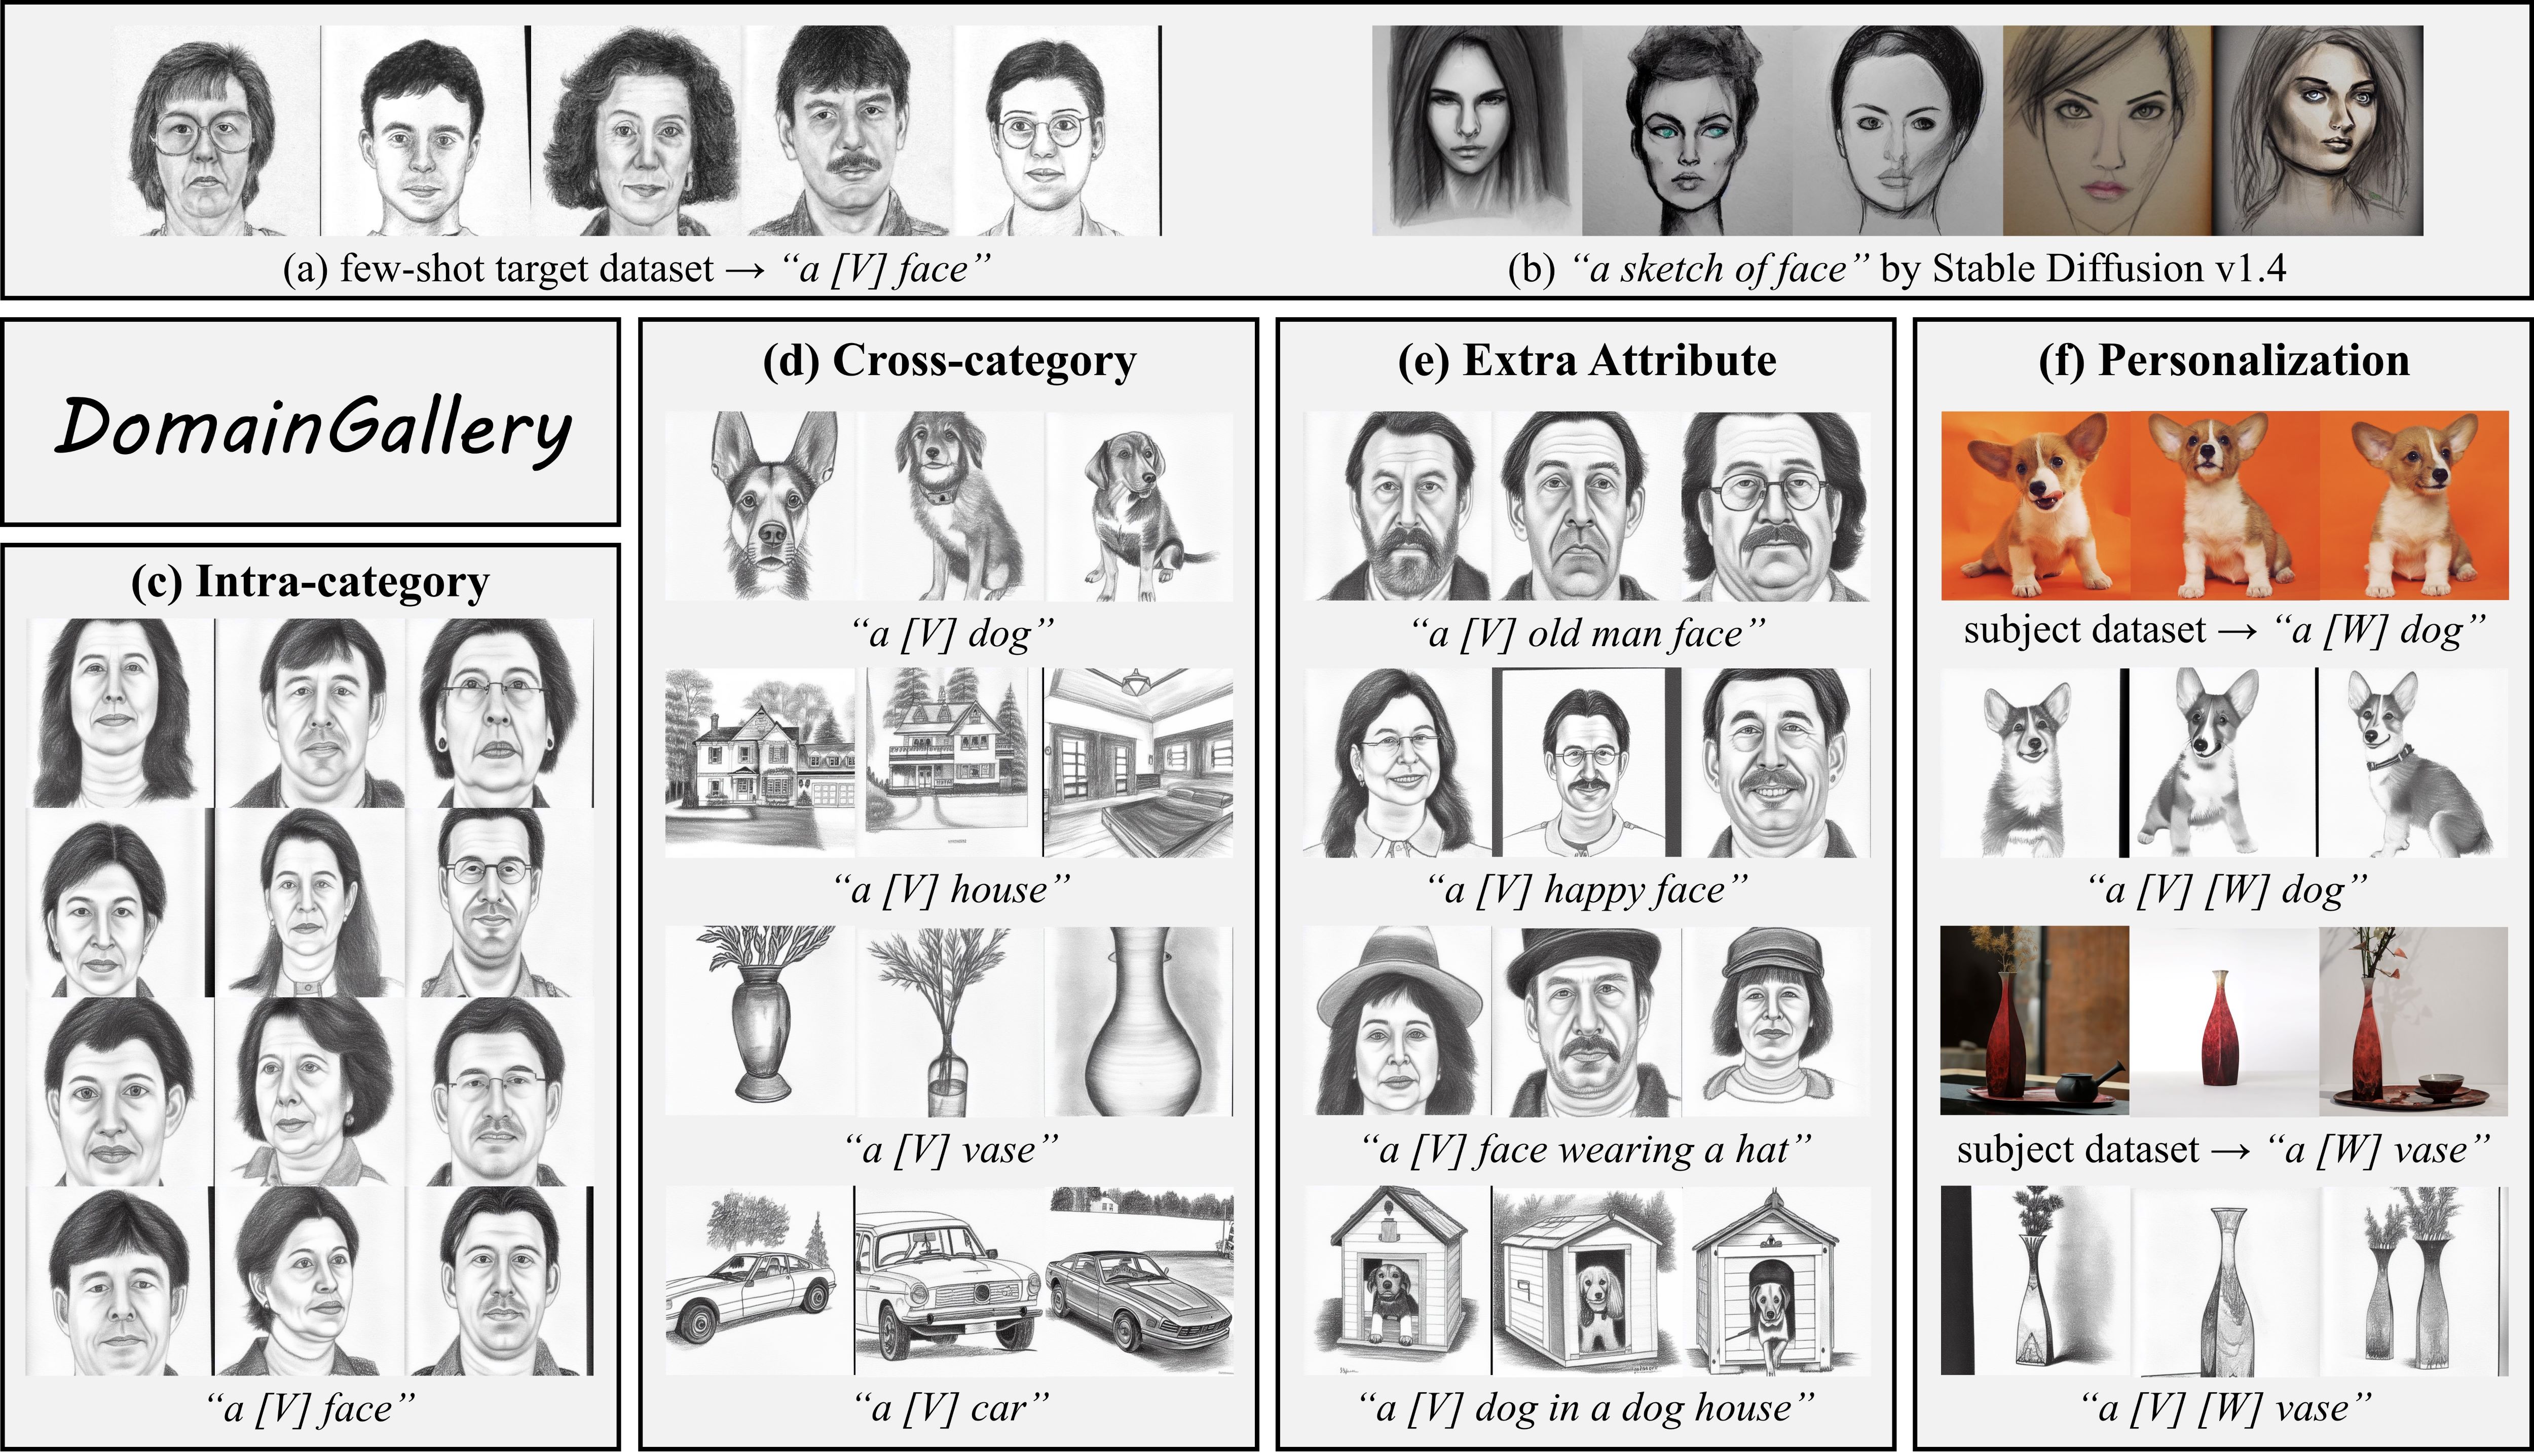 (a) few-shot target dataset → “a [V] face”
(b) “a sketch of face” by Stable Diffusion v1.4
DomainGallery
(c) Intra-category
“a [V] face”
(d) Cross-category
“a [V] dog”
“a [V] house”
“a [V] vase”
“a [V] car”
(e) Extra Attribute
“a [V] old man face”
“a [V] happy face”
“a [V] face wearing a hat”
“a [V] dog in a dog house”
(f) Personalization
subject dataset → “a [W] dog”
“a [V] [W] dog”
subject dataset → “a [W] vase”
“a [V] [W] vase”